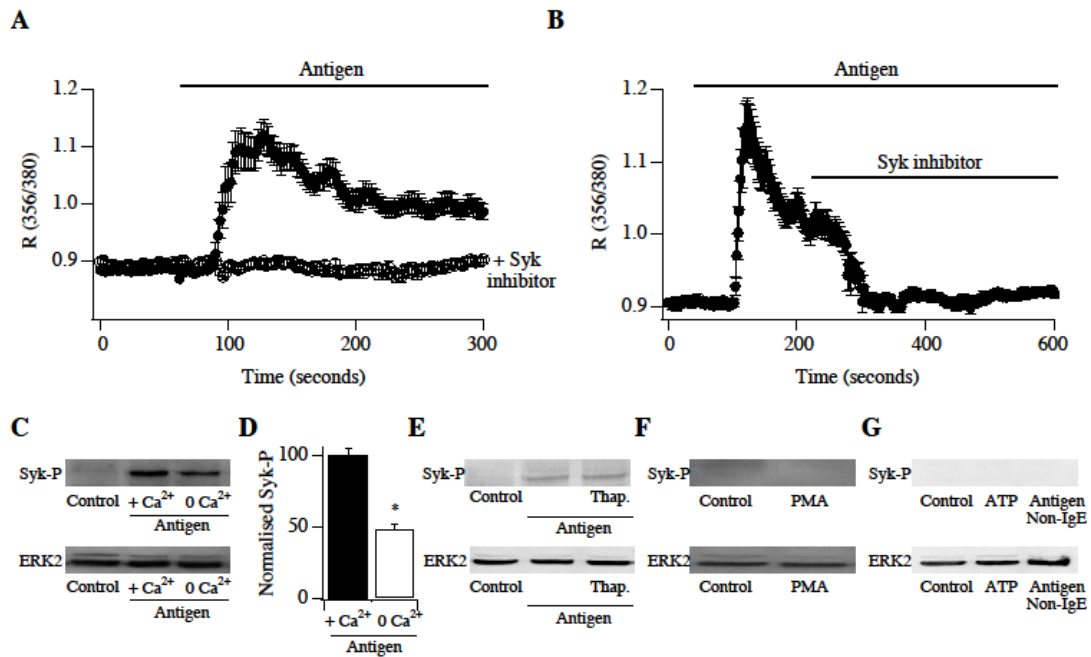 A
Antigen
1.2
1.1
1.0
0.9
R (356/380)
+ Syk
inhibitor
0 100 200 300
Time (seconds)
B
Antigen
1.2
1.1
1.0
0.9
R (356/380)
Syk inhibitor
0 200 400 600
Time (seconds)
C
Syk-P
Control + Ca²⁺ 0 Ca²⁺
Antigen
ERK2
Control + Ca²⁺ 0 Ca²⁺
Antigen
D
Normalised Syk-P
100
50
0
*
+ Ca²⁺ 0 Ca²⁺
Antigen
E
Syk-P
Control Thap.
Antigen
ERK2
Control Thap.
Antigen
F
Syk-P
Control PMA
ERK2
Control PMA
G
Syk-P
Control ATP Antigen
Non-IgE
ERK2
Control ATP Antigen
Non-IgE